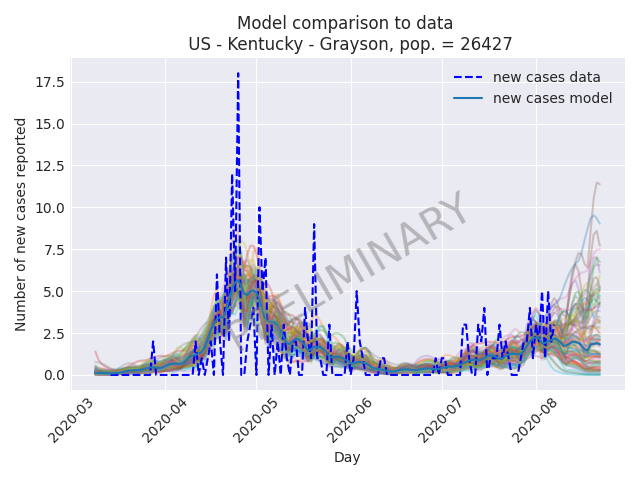 Model comparison to data
US - Kentucky - Grayson, pop. = 26427
new cases data
new cases model
PRELIMINARY
Number of new cases reported
17.5
15.0
12.5
10.0
7.5
5.0
2.5
0.0
2020-03
2020-04
2020-05
2020-06
2020-07
2020-08
Day